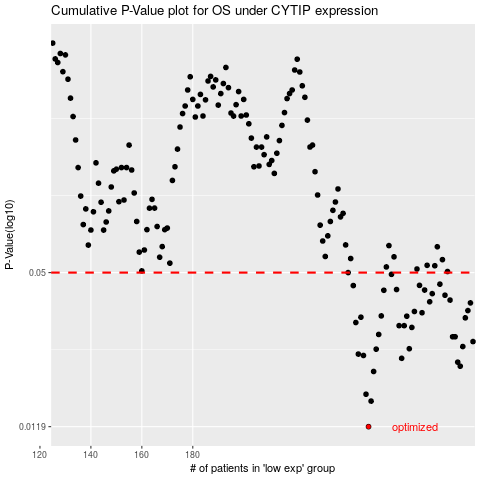 Cumulative P-Value plot for OS under CYTIP expression
P-Value(log10)
0.05
0.0119
optimized
120 140 160 180
# of patients in 'low exp' group